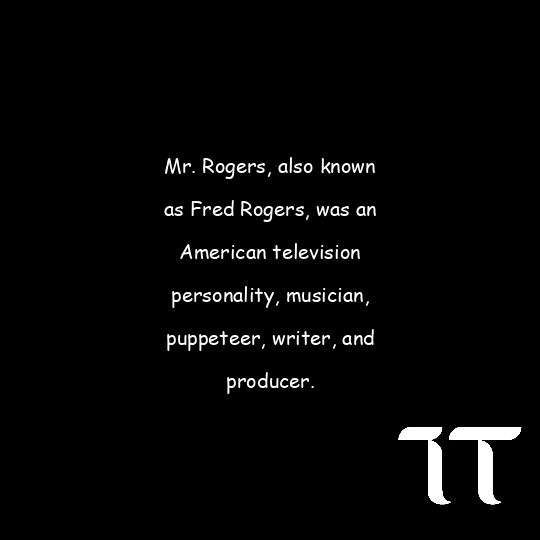 Mr. Rogers, also known
as Fred Rogers, was an
American television
personality, musician,
puppeteer, writer, and
producer.